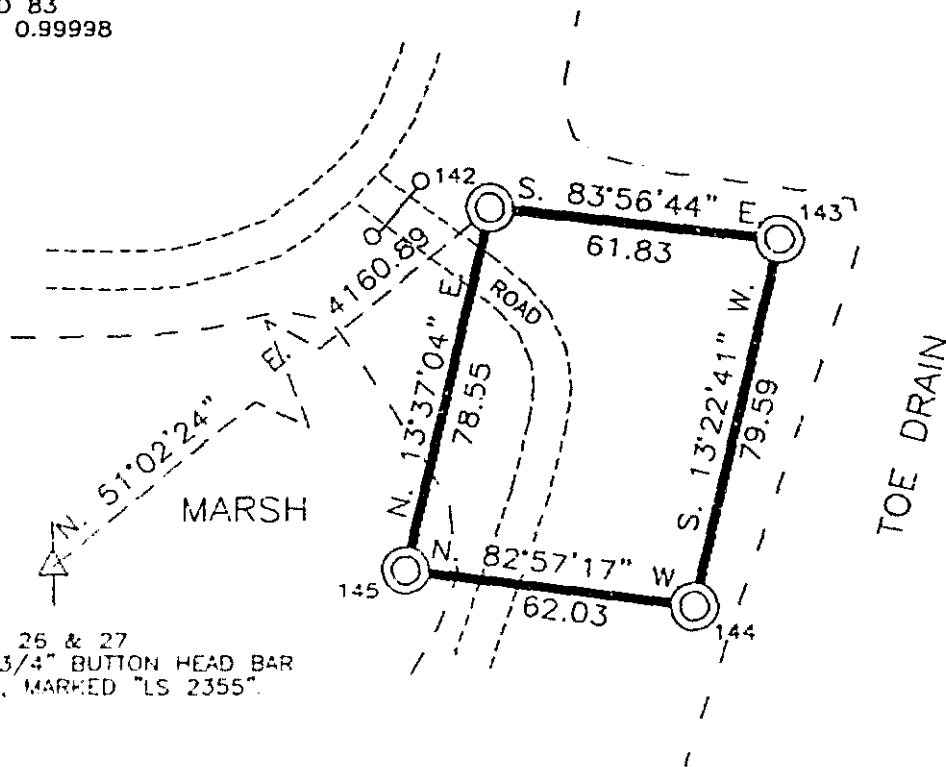 D 83
0.99998
142
S. 83°56'44" E.
143
61.83
4160.89
ROAD
N. 13°37'04" E.
78.55
S. 13°22'41" W.
79.59
TOE DRAIN
N. 51°02'24" E.
MARSH
N. 82°57'17" W
62.03
145
144
26 & 27
3/4" BUTTON HEAD BAR
, MARKED "LS 2355".